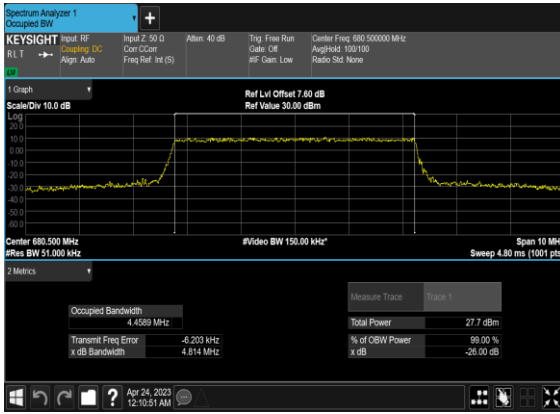 Spectrum Analyzer 1
Occupied BW
+
KEYSIGHT Input: RF Input Z: 50 Ω Atten: 40 dB Trig: Free Run Center Freq: 680.500000 MHz
RLT Coupling: DC Corr CCorr Gate: Off Avg|Hold: 100/100
Align: Auto Freq Ref: Int (S) #IF Gain: Low Radio Std: None
1 Graph
Ref Lvl Offset 7.60 dB
Scale/Div 10.0 dB Ref Value 30.00 dBm
Log
20.0
10.0
0.00
-10.0
-20.0
-30.0
-40.0
-50.0
-60.0
Center 680.500 MHz #Video BW 150.00 kHz* Span 10 MH
#Res BW 51.000 kHz Sweep 4.80 ms (1001 pts
2 Metrics
Measure Trace Trace 1
Occupied Bandwidth
4.4589 MHz Total Power 27.7 dBm
Transmit Freq Error -6.203 kHz % of OBW Power 99.00 %
x dB Bandwidth 4.814 MHz x dB -26.00 dB
? Apr 24, 2023
12:10:51 AM